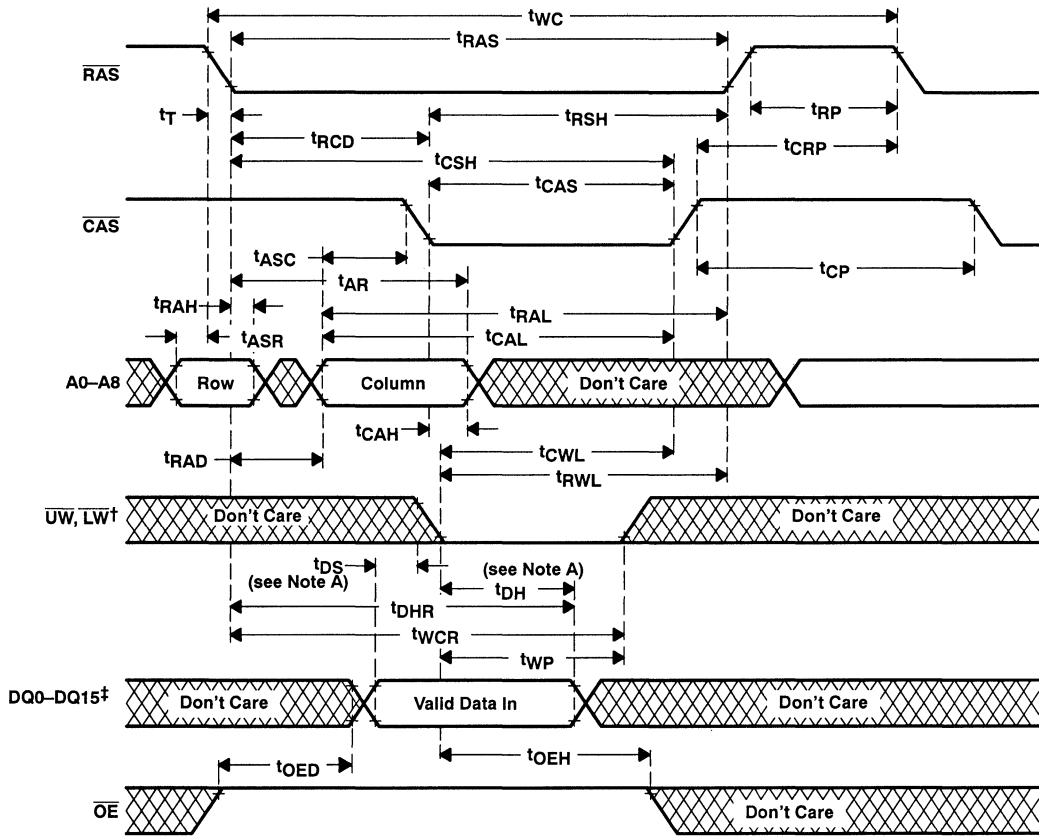 tWC
tRAS
RAS
tT
tRSH
tRP
tRCD
tCRP
tCSH
tCAS
CAS
tASC
tCP
tAR
tRAH
tRAL
tASR
tCAL
A0–A8
Row
Column
Don't Care
tCAH
tCWL
tRAD
tRWL
UW, LW†
Don't Care
Don't Care
tDS
(see Note A)
(see Note A)
tDH
tDHR
tWCR
tWP
DQ0–DQ15‡
Don't Care
Valid Data In
Don't Care
tOEH
tOED
OE
Don't Care